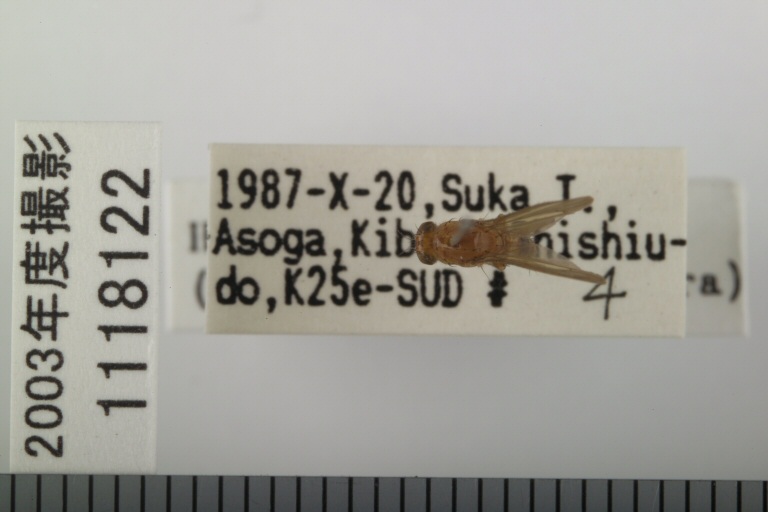 2003年度撮影
1118122
1987-X-20,Suka I.,
Asoga,Kib nishiu-
do,K25e-SUD # 4
(
ra)